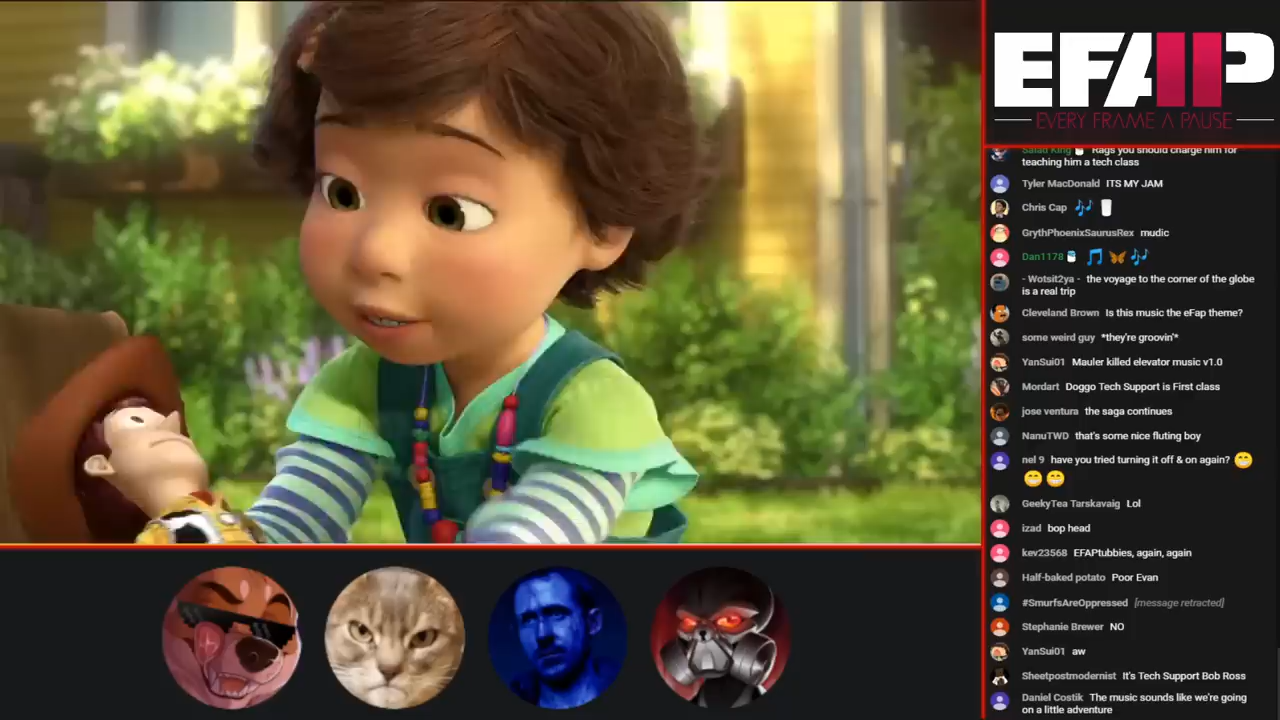 EFAP
EVERY FRAME A PAUSE
Salad King Rags you should charge him for
teaching him a tech class
Tyler MacDonald ITS MY JAM
Chris Cap 🎶 🥛
GrythPhoenixSaurusRex mudic
Dan1178 🎵 🦋 🎶
- Wotsit2ya - the voyage to the corner of the globe
is a real trip
Cleveland Brown Is this music the eFap theme?
some weird guy *they're groovin'*
YanSui01 Mauler killed elevator music v1.0
Mordart Doggo Tech Support is First class
jose ventura the saga continues
NanuTWD that's some nice fluting boy
nel 9 have you tried turning it off & on again? 😁
😁 😁
GeekyTea Tarskavaig Lol
izad bop head
kev23568 EFAPtubbies, again, again
Half-baked potato Poor Evan
#SmurfsAreOppressed [message retracted]
Stephanie Brewer NO
YanSui01 aw
Sheetpostmodernist It's Tech Support Bob Ross
Daniel Costik The music sounds like we're going
on a little adventure